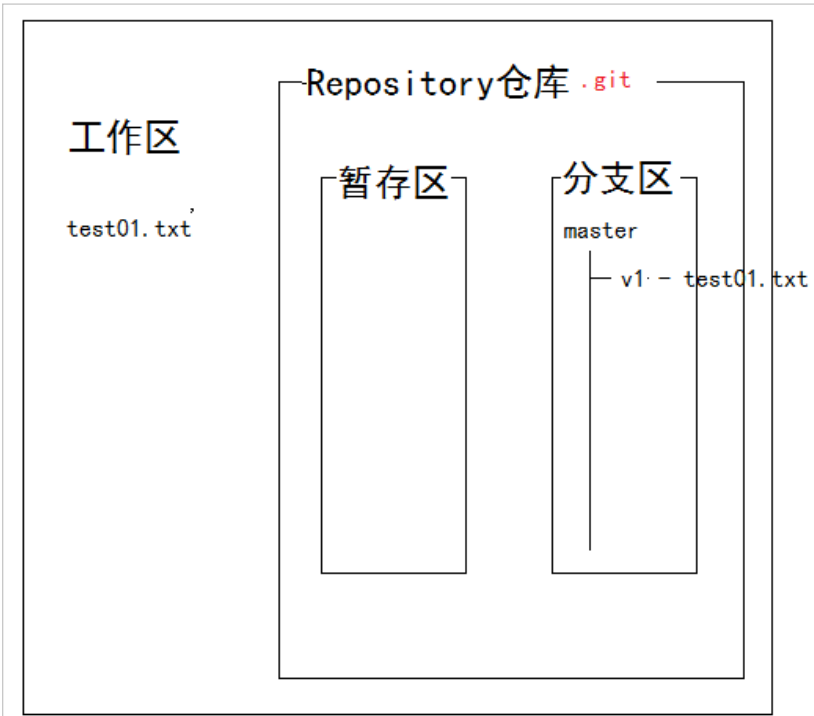 Repository仓库 .git
工作区
暂存区
分支区
test01.txt
master
v1 - test01.txt